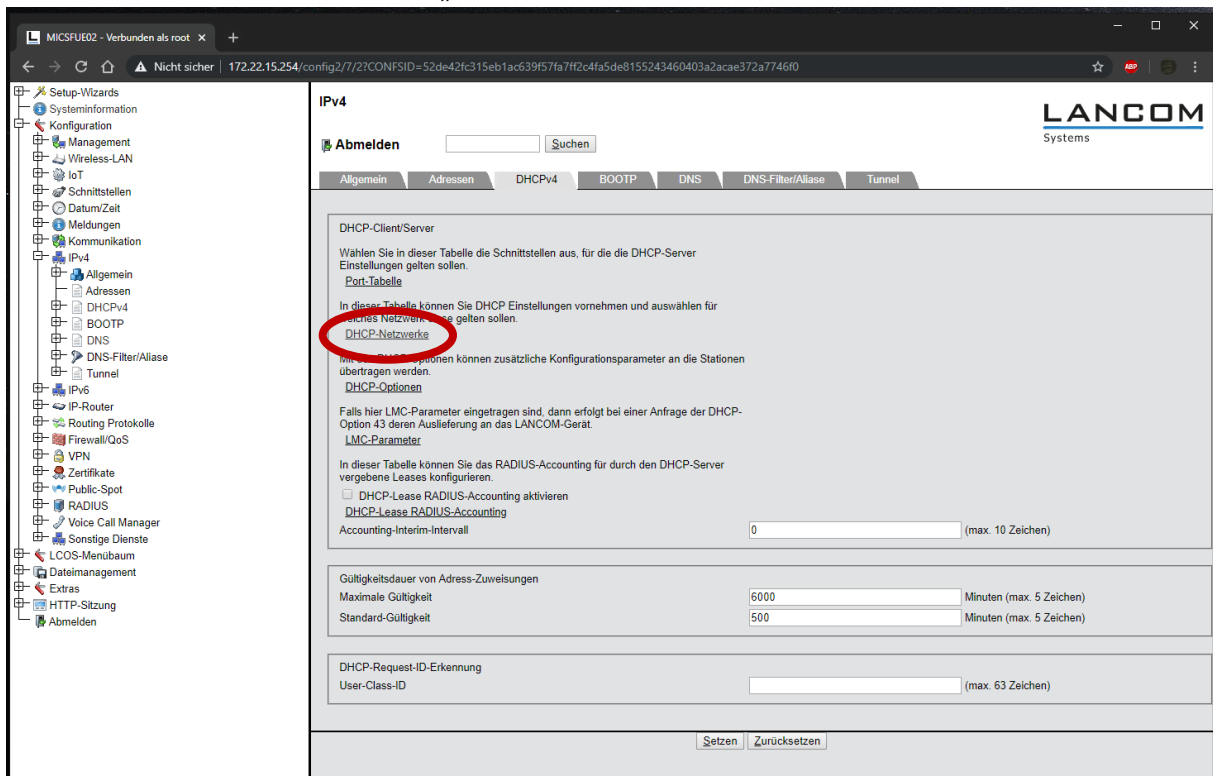 „
MICSFUE02 - Verbunden als root
Nicht sicher | 172.22.15.254/config2/7/2?CONFSID=52de42fc315eb1ac639f57fa7ff2c4fa5de8155243460403a2acae372a7746f0
ABP
Setup-Wizards
Systeminformation
Konfiguration
Management
Wireless-LAN
IoT
Schnittstellen
Datum/Zeit
Meldungen
Kommunikation
IPv4
Allgemein
Adressen
DHCPv4
BOOTP
DNS
DNS-Filter/Aliase
Tunnel
IPv6
IP-Router
Routing Protokolle
Firewall/QoS
VPN
Zertifikate
Public-Spot
RADIUS
Voice Call Manager
Sonstige Dienste
LCOS-Menübaum
Dateimanagement
Extras
HTTP-Sitzung
Abmelden
IPv4
LANCOM
Systems
Abmelden Suchen
Allgemein Adressen DHCPv4 BOOTP DNS DNS-Filter/Aliase Tunnel
DHCP-Client/Server
Wählen Sie in dieser Tabelle die Schnittstellen aus, für die die DHCP-Server
Einstellungen gelten sollen.
Port-Tabelle
In dieser Tabelle können Sie DHCP Einstellungen vornehmen und auswählen für
Netzwerk gelten sollen.
DHCP-Netzwerke
können zusätzliche Konfigurationsparameter an die Stationen
übertragen werden.
DHCP-Optionen
Falls hier LMC-Parameter eingetragen sind, dann erfolgt bei einer Anfrage der DHCP-
Option 43 deren Auslieferung an das LANCOM-Gerät.
LMC-Parameter
In dieser Tabelle können Sie das RADIUS-Accounting für durch den DHCP-Server
vergebene Leases konfigurieren.
DHCP-Lease RADIUS-Accounting aktivieren
DHCP-Lease RADIUS-Accounting
Accounting-Interim-Intervall 0 (max. 10 Zeichen)
Gültigkeitsdauer von Adress-Zuweisungen
Maximale Gültigkeit 6000 Minuten (max. 5 Zeichen)
Standard-Gültigkeit 500 Minuten (max. 5 Zeichen)
DHCP-Request-ID-Erkennung
User-Class-ID (max. 63 Zeichen)
Setzen Zurücksetzen